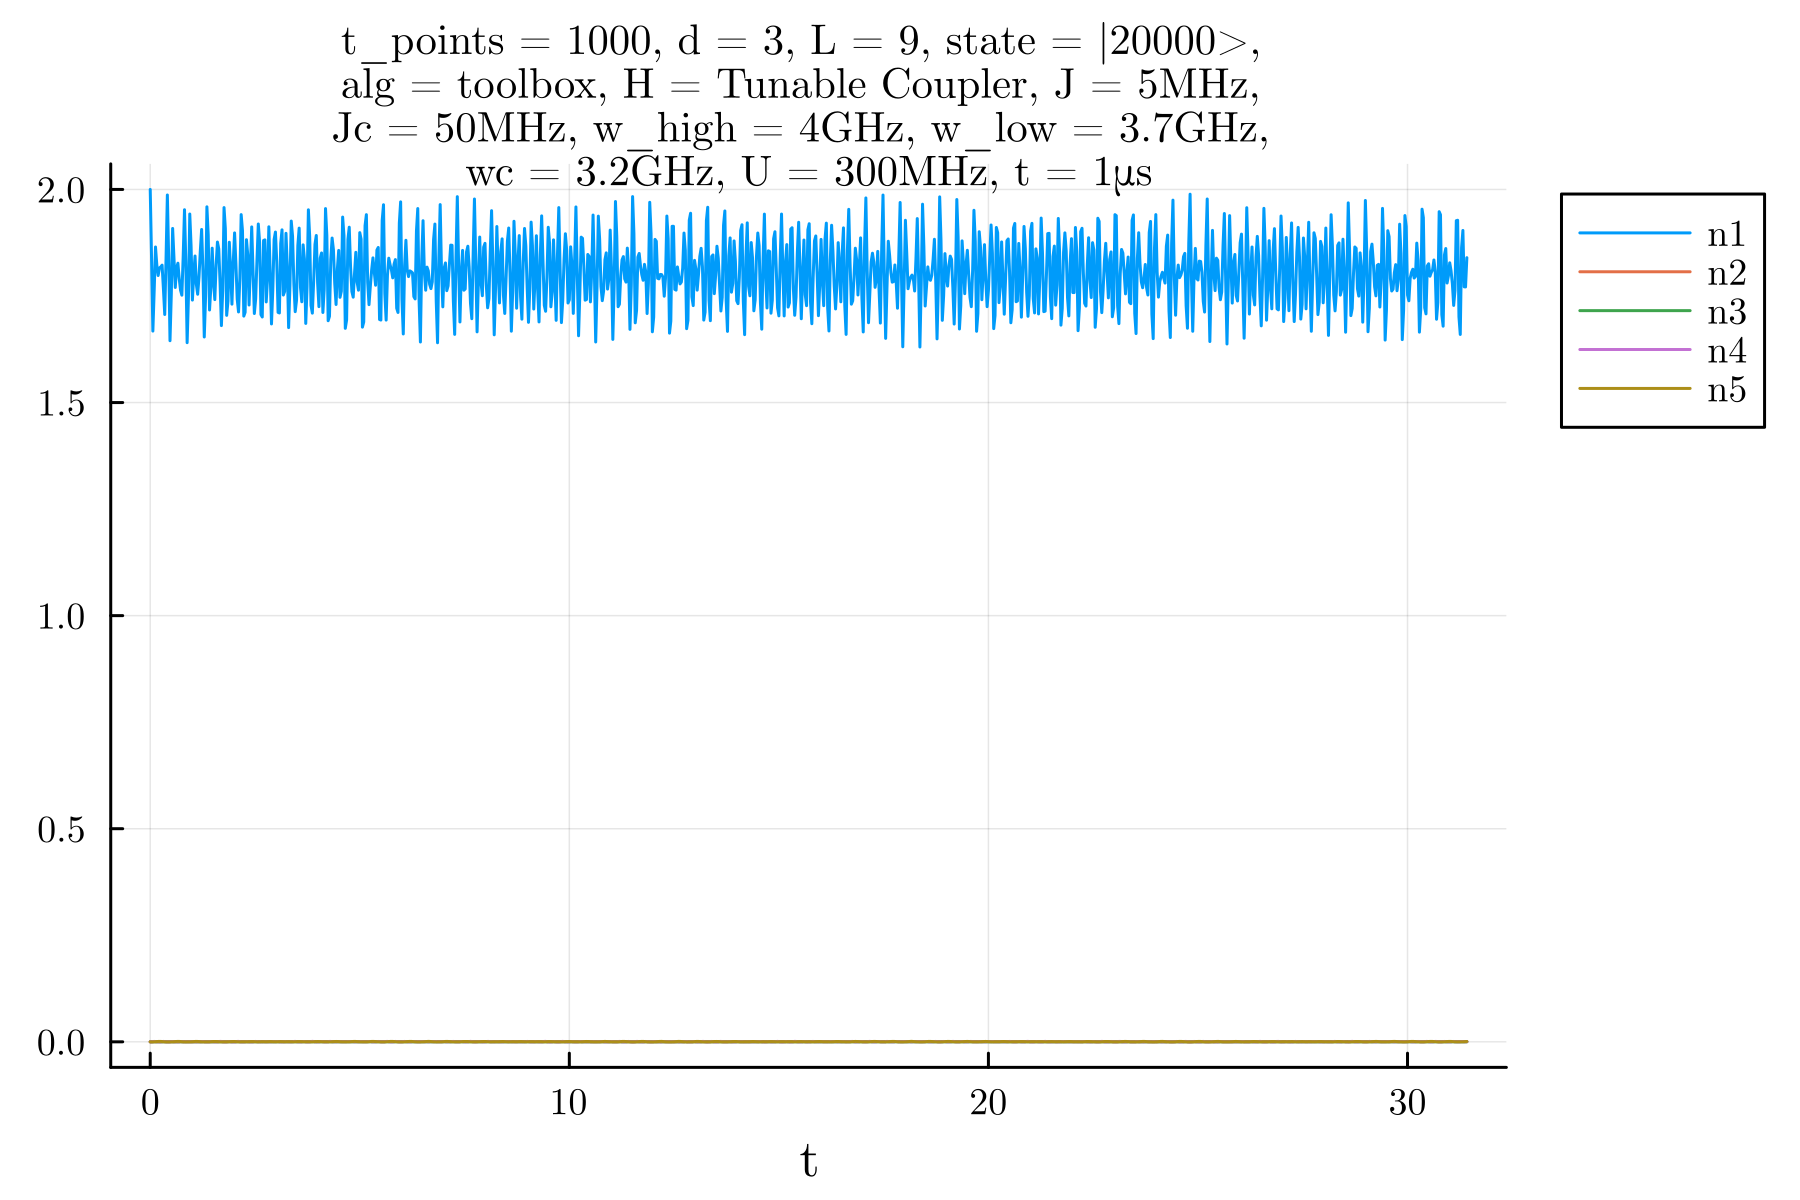 t_points = 1000, d = 3, L = 9, state = |20000>,
alg = toolbox, H = Tunable Coupler, J = 5MHz,
Jc = 50MHz, w_high = 4GHz, w_low = 3.7GHz,
wc = 3.2GHz, U = 300MHz, t = 1μs
2.0
1.5
1.0
0.5
0.0
0
10
20
30
t
n1
n2
n3
n4
n5